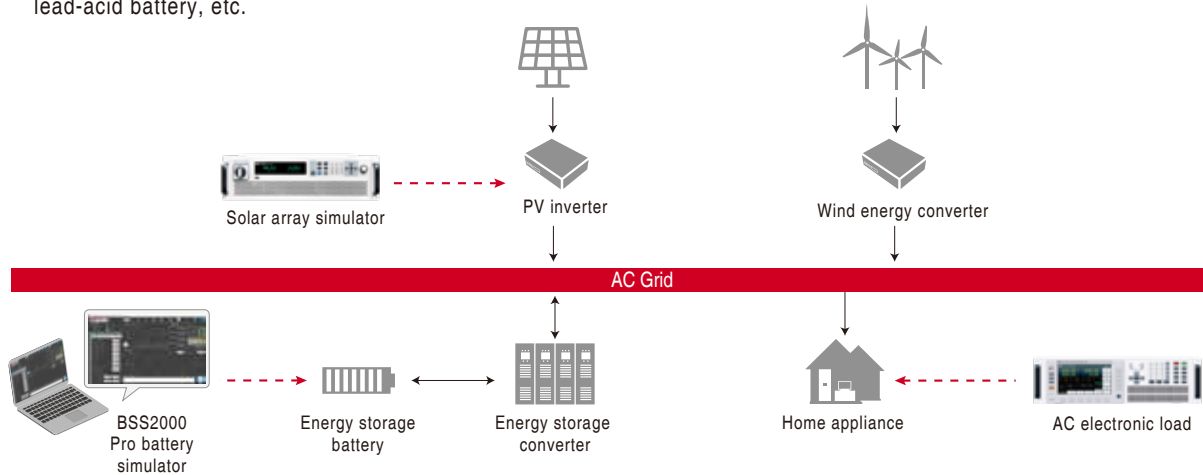 lead-acid battery, etc.
Solar array simulator
PV inverter
Wind energy converter
AC Grid
BSS2000
Pro battery
simulator
Energy storage
battery
Energy storage
converter
Home appliance
AC electronic load